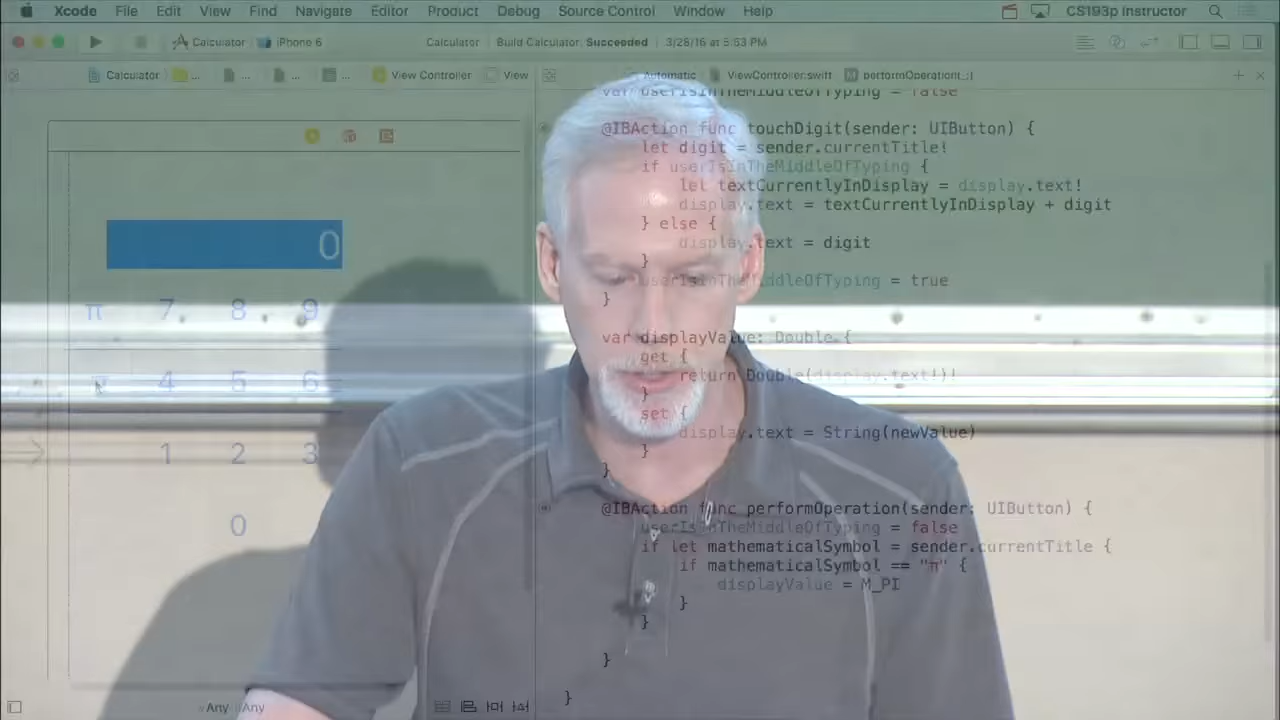 Xcode File Edit View Find Navigate Editor Product Debug Source Control Window Help CS193p Instructor
Calculator iPhone 6 Calculator Build Calculator: Succeeded 3/28/16 at 5:53 PM
Calculator ... ... ... ... View Controller View Automatic ViewController.swift performOperation(_:)
var userIsInTheMiddleOfTyping = false
@IBAction func touchDigit(sender: UIButton) {
let digit = sender.currentTitle!
if userIsInTheMiddleOfTyping {
let textCurrentlyInDisplay = display.text!
display.text = textCurrentlyInDisplay + digit
} else {
display.text = digit
}
userIsInTheMiddleOfTyping = true
}
var displayValue: Double {
get {
return Double(display.text!)!
}
set {
display.text = String(newValue)
}
}
@IBAction func performOperation(sender: UIButton) {
userIsInTheMiddleOfTyping = false
if let mathematicalSymbol = sender.currentTitle {
if mathematicalSymbol == "π" {
displayValue = M_PI
}
}
}
}
0
π 7 8 9
π 4 5 6
1 2 3
0
Any Any